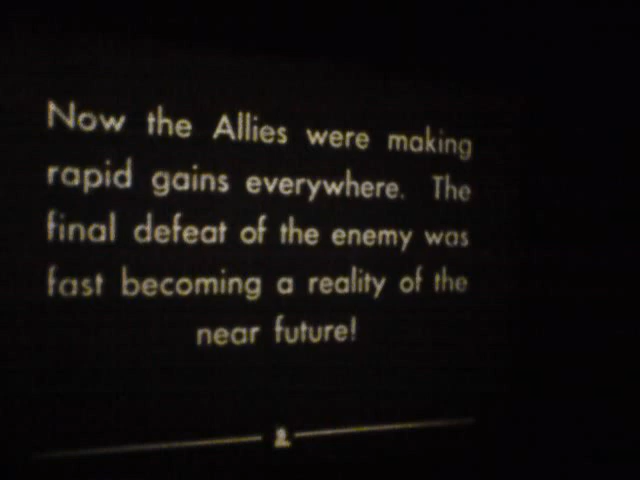 Now the Allies were making
rapid gains everywhere. The
final defeat of the enemy was
fast becoming a reality of the
near future!
2